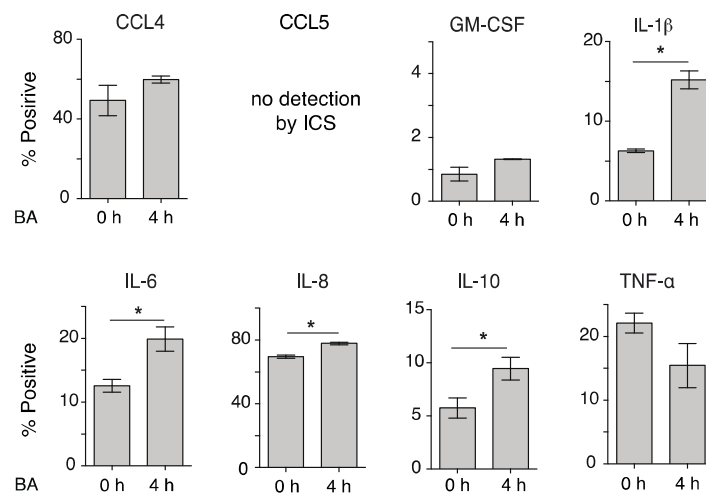 CCL4 CCL5 GM-CSF IL-1β
80 40 0
% Posirive
no detection
by ICS
4 2 0
20 10 0
*
BA 0 h 4 h 0 h 4 h 0 h 4 h
IL-6 IL-8 IL-10 TNF-α
20 10 0
% Positive
*
80 40 0
*
15 10 5 0
*
20 10 0
BA 0 h 4 h 0 h 4 h 0 h 4 h 0 h 4 h